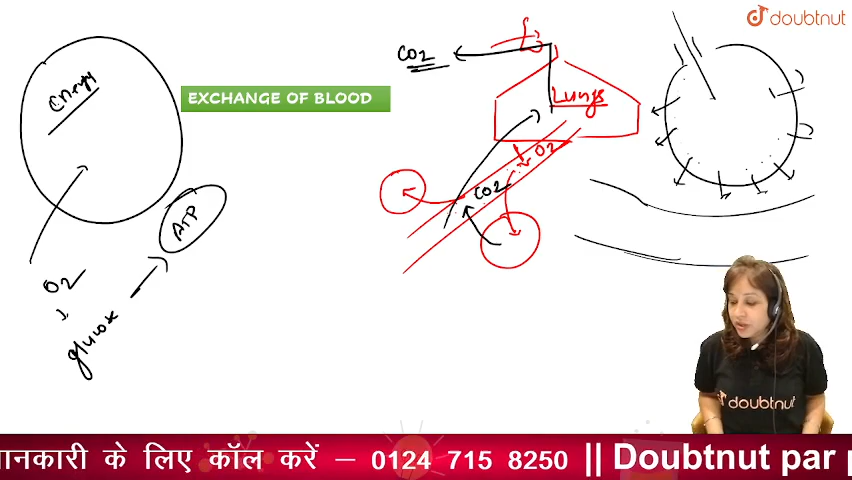 doubtnut
CO2
Lungs
Energy
EXCHANGE OF BLOOD
O2
CO2
ATP
O2
glucox
doubtnut
ानकारी के लिए कॉल करें – 0124 715 8250 || Doubtnut par p